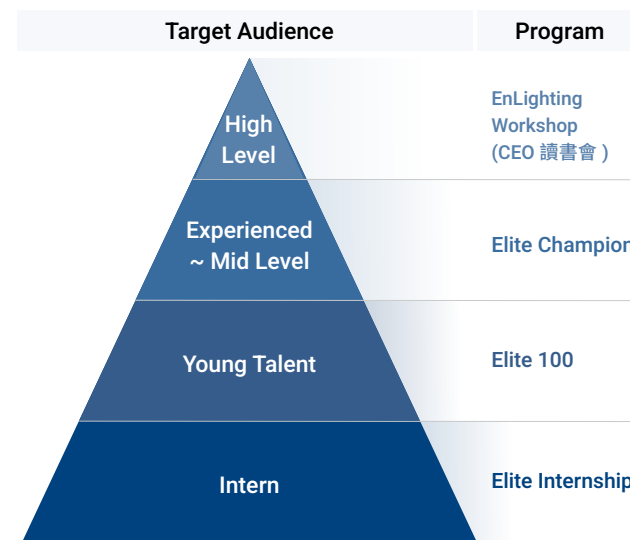 Target Audience
Program
High
Level
EnLighting
Workshop
(CEO 讀書會 )
Experienced
~ Mid Level
Elite Champion
Young Talent
Elite 100
Intern
Elite Internship